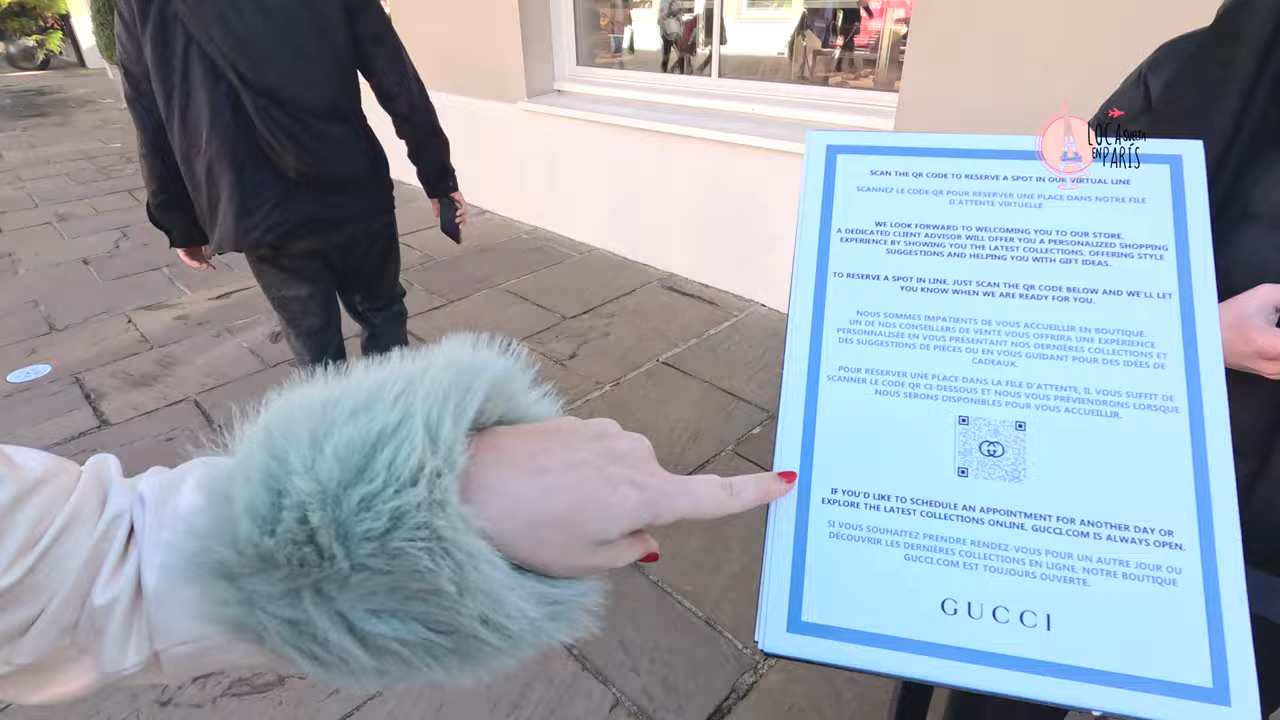 LOCA SUELTA
EN PARÍS
SCAN THE QR CODE TO RESERVE A SPOT IN OUR VIRTUAL LINE
SCANNEZ LE CODE QR POUR RÉSERVER UNE PLACE DANS NOTRE FILE
D'ATTENTE VIRTUELLE
WE LOOK FORWARD TO WELCOMING YOU TO OUR STORE.
A DEDICATED CLIENT ADVISOR WILL OFFER YOU A PERSONALIZED SHOPPING
EXPERIENCE BY SHOWING YOU THE LATEST COLLECTIONS, OFFERING STYLE
SUGGESTIONS AND HELPING YOU WITH GIFT IDEAS.
TO RESERVE A SPOT IN LINE, JUST SCAN THE QR CODE BELOW AND WE'LL LET
YOU KNOW WHEN WE ARE READY FOR YOU.
NOUS SOMMES IMPATIENTS DE VOUS ACCUEILLIR EN BOUTIQUE.
UN DE NOS CONSEILLERS DE VENTE VOUS OFFRIRA UNE EXPÉRIENCE
PERSONNALISÉE EN VOUS PRÉSENTANT NOS DERNIÈRES COLLECTIONS ET
DES SUGGESTIONS DE PIÈCES OU EN VOUS GUIDANT POUR DES IDÉES DE
CADEAUX.
POUR RÉSERVER UNE PLACE DANS LA FILE D'ATTENTE, IL VOUS SUFFIT DE
SCANNER LE CODE QR CI-DESSOUS ET NOUS VOUS PRÉVIENDRONS LORSQUE
NOUS SERONS DISPONIBLES POUR VOUS ACCUEILLIR.
IF YOU'D LIKE TO SCHEDULE AN APPOINTMENT FOR ANOTHER DAY OR
EXPLORE THE LATEST COLLECTIONS ONLINE, GUCCI.COM IS ALWAYS OPEN.
SI VOUS SOUHAITEZ PRENDRE RENDEZ-VOUS POUR UN AUTRE JOUR OU
DÉCOUVRIR LES DERNIÈRES COLLECTIONS EN LIGNE, NOTRE BOUTIQUE
GUCCI.COM EST TOUJOURS OUVERTE.
GUCCI